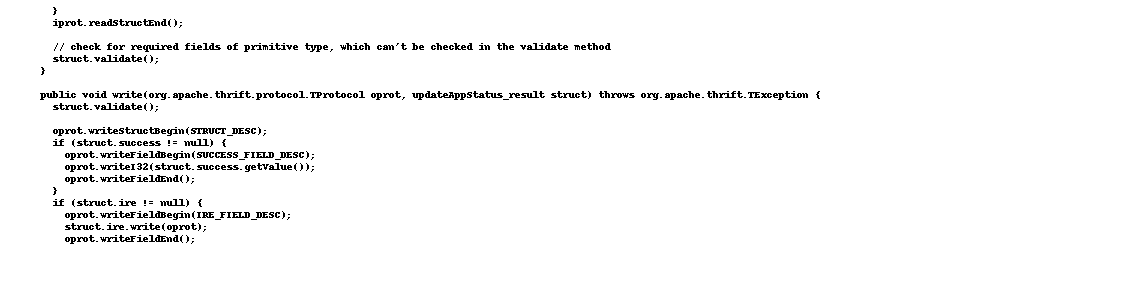 }
iprot.readStructEnd();
// check for required fields of primitive type, which can't be checked in the validate method
struct.validate();
}
public void write(org.apache.thrift.protocol.TProtocol oprot, updateAppStatus_result struct) throws org.apache.thrift.TException {
struct.validate();
oprot.writeStructBegin(STRUCT_DESC);
if (struct.success != null) {
oprot.writeFieldBegin(SUCCESS_FIELD_DESC);
oprot.writeI32(struct.success.getValue());
oprot.writeFieldEnd();
}
if (struct.ire != null) {
oprot.writeFieldBegin(IRE_FIELD_DESC);
struct.ire.write(oprot);
oprot.writeFieldEnd();